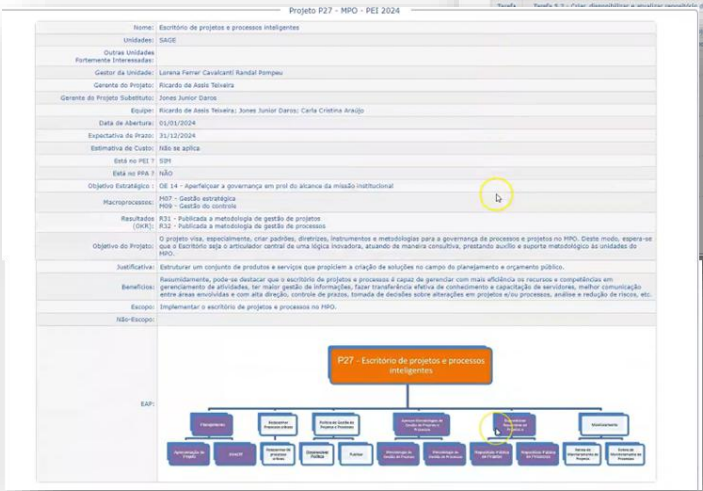 Projeto P27 - MPO - PEI 2024
Nome: Escritório de projetos e processos inteligentes
Unidades: SAGE
Outras Unidades
Fortemente Interessadas:
Gestor da Unidade: Lorena Ferrer Cavalcanti Randal Pompeu
Gerente do Projeto: Ricardo de Assis Teixeira
Gerente do Projeto Substituto: Jones Junior Daros
Equipe: Ricardo de Assis Teixeira; Jones Junior Daros; Carla Cristina Araújo
Data de Abertura: 01/01/2024
Expectativa de Prazo: 31/12/2024
Estimativa de Custo: Não se aplica
Está no PEI ? SIM
Está no PPA ? NÃO
Objetivo Estratégico : OE 14 - Aperfeiçoar a governança em prol do alcance da missão institucional
Macroprocessos: M07 - Gestão estratégica
M09 - Gestão do controle
Resultados (OKR): R31 - Publicada a metodologia de gestão de projetos
R32 - Publicada a metodologia de gestão de processos
Objetivo do Projeto: O projeto visa, especialmente, criar padrões, diretrizes, instrumentos e metodologias para a governança de processos e projetos no MPO. Deste modo, espera-se
que o Escritório seja o articulador central de uma lógica inovadora, atuando de maneira consultiva, prestando auxílio e suporte metodológico às unidades do
MPO.
Justificativa: Estruturar um conjunto de produtos e serviços que propiciem a criação de soluções no campo do planejamento e orçamento público.
Benefícios: Resumidamente, pode-se destacar que o escritório de projetos e processos é capaz de gerenciar com mais eficiência os recursos e competências em
gerenciamento de atividades, ter maior gestão de informações, fazer transferência efetiva de conhecimento e capacitação de servidores, melhor comunicação
entre áreas envolvidas e com alta direção, controle de prazos, tomada de decisões sobre alterações em projetos e/ou processos, análise e redução de riscos, etc.
Escopo: Implementar o escritório de projetos e processos no MPO.
Não-Escopo:
EAP:
P27 - Escritório de projetos e processos
inteligentes